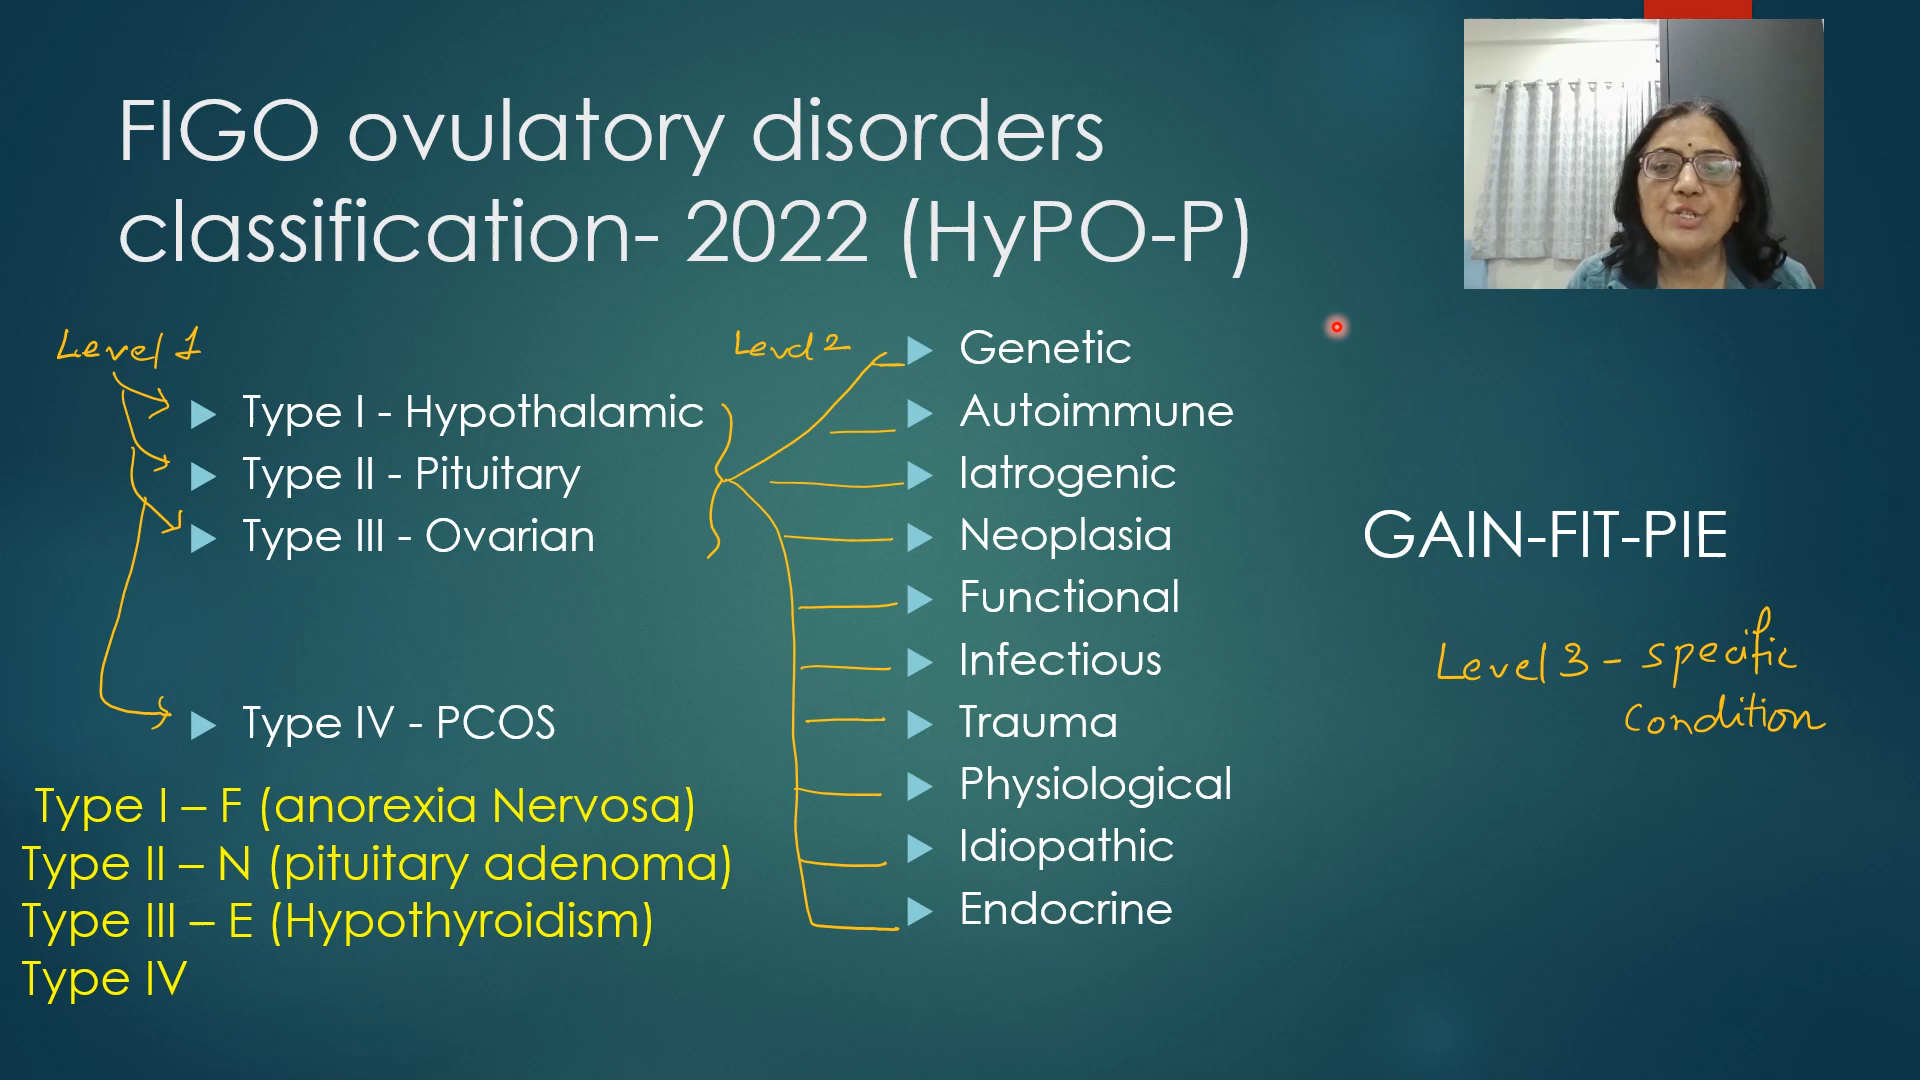 FIGO ovulatory disorders
classification- 2022 (HyPO-P)
Level 1
Type I - Hypothalamic
Type II - Pituitary
Type III - Ovarian
Type IV - PCOS
Type I – F (anorexia Nervosa)
Type II – N (pituitary adenoma)
Type III – E (Hypothyroidism)
Type IV
Level 2
Genetic
Autoimmune
Iatrogenic
Neoplasia
Functional
Infectious
Trauma
Physiological
Idiopathic
Endocrine
GAIN-FIT-PIE
Level 3 - specific
condition